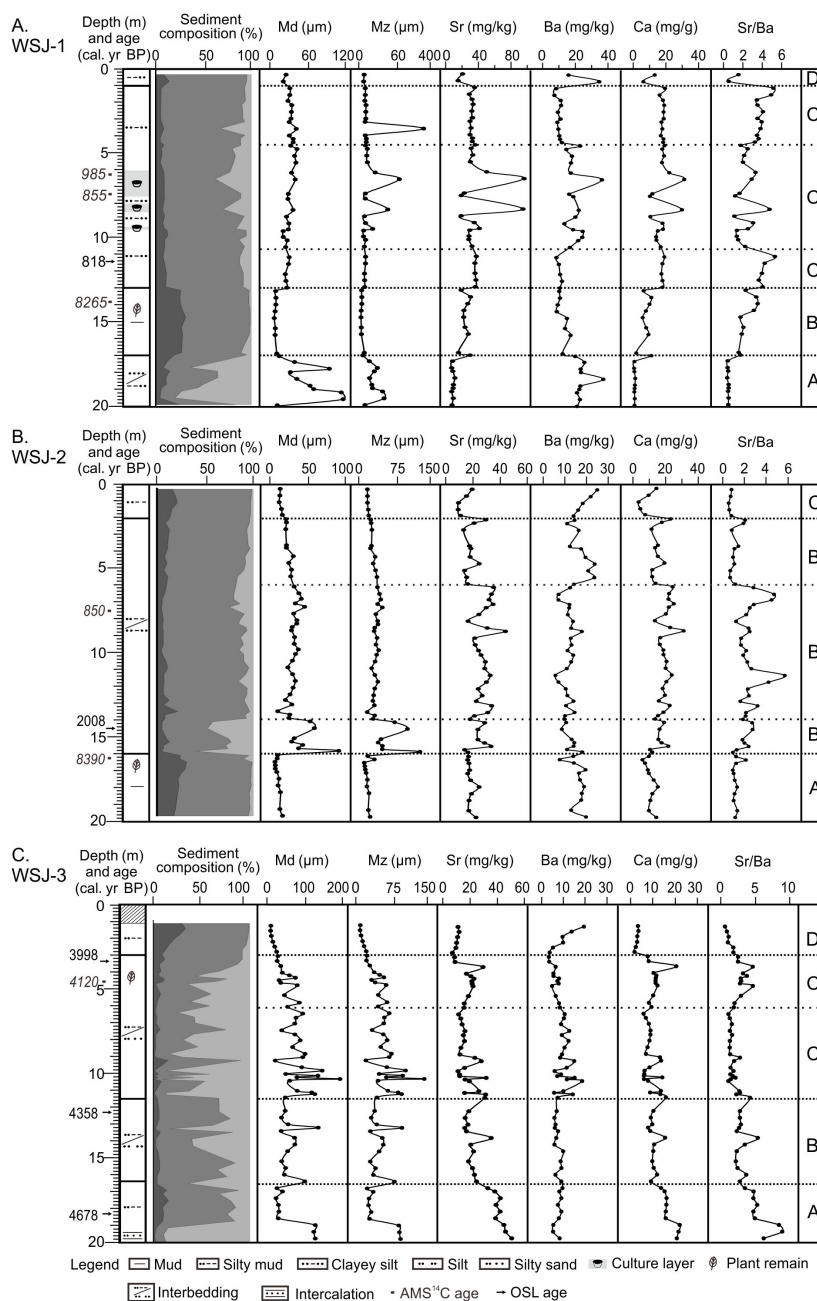 A.
WSJ-1
Depth (m) and age (cal. yr BP)
Sediment composition (%)
Md (μm)
Mz (μm)
Sr (mg/kg)
Ba (mg/kg)
Ca (mg/g)
Sr/Ba
0 50 100 0 60 120 0 60 400 0 40 80 0 20 40 0 20 40 0 2 4 6
0
5
985
855
10
818
8265
15
20
D
C
C
C
B
A
B.
WSJ-2
Depth (m) and age (cal. yr BP)
Sediment composition (%)
Md (μm)
Mz (μm)
Sr (mg/kg)
Ba (mg/kg)
Ca (mg/g)
Sr/Ba
0 50 100 0 50 100 0 75 150 0 20 40 60 0 10 20 30 0 10 20 30 0 2 4 6
0
5
850
10
2008
15
8390
20
C
B
B
B
A
C.
WSJ-3
Depth (m) and age (cal. yr BP)
Sediment composition (%)
Md (μm)
Mz (μm)
Sr (mg/kg)
Ba (mg/kg)
Ca (mg/g)
Sr/Ba
0 50 100 0 100 200 0 75 150 0 20 40 60 0 10 20 30 0 10 20 30 0 5 10
0
3998
4120
5
10
4358
15
4678
20
D
C
C
B
A
Legend Mud Silty mud Clayey silt Silt Silty sand Culture layer Plant remain
Interbedding Intercalation AMS¹⁴C age OSL age